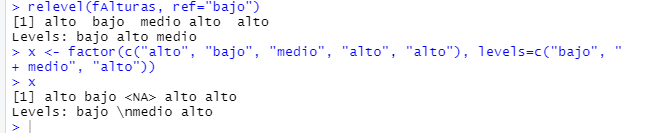 > relevel(fAlturas, ref="bajo")
[1] alto  bajo  medio alto  alto
Levels: bajo alto medio
> x <- factor(c("alto", "bajo", "medio", "alto", "alto"), levels=c("bajo", "
+ medio", "alto"))
> x
[1] alto bajo <NA> alto alto
Levels: bajo \nmedio alto
>